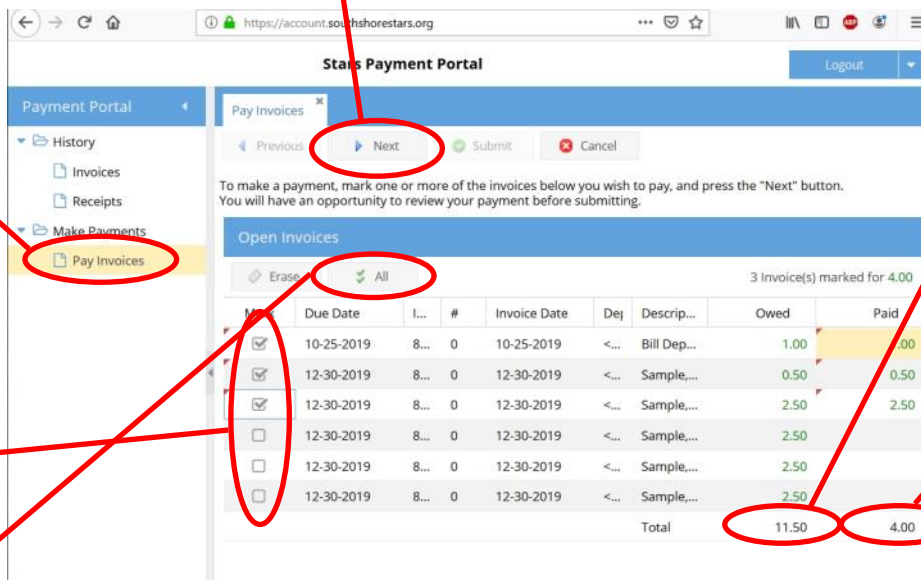 https://account.southshorestars.org
Stars Payment Portal
Logout
Payment Portal
Pay Invoices
History
Invoices
Receipts
Make Payments
Pay Invoices
Previous Next Submit Cancel
To make a payment, mark one or more of the invoices below you wish to pay, and press the "Next" button.
You will have an opportunity to review your payment before submitting.
Open Invoices
Erase All 3 Invoice(s) marked for 4.00
Due Date I... # Invoice Date Dep Descrip... Owed Paid
10-25-2019 8... 0 10-25-2019 <... Bill Dep... 1.00 .00
12-30-2019 8... 0 12-30-2019 <... Sample,... 0.50 0.50
12-30-2019 8... 0 12-30-2019 <... Sample,... 2.50 2.50
12-30-2019 8... 0 12-30-2019 <... Sample,... 2.50
12-30-2019 8... 0 12-30-2019 <... Sample,... 2.50
12-30-2019 8... 0 12-30-2019 <... Sample,... 2.50
Total 11.50 4.00